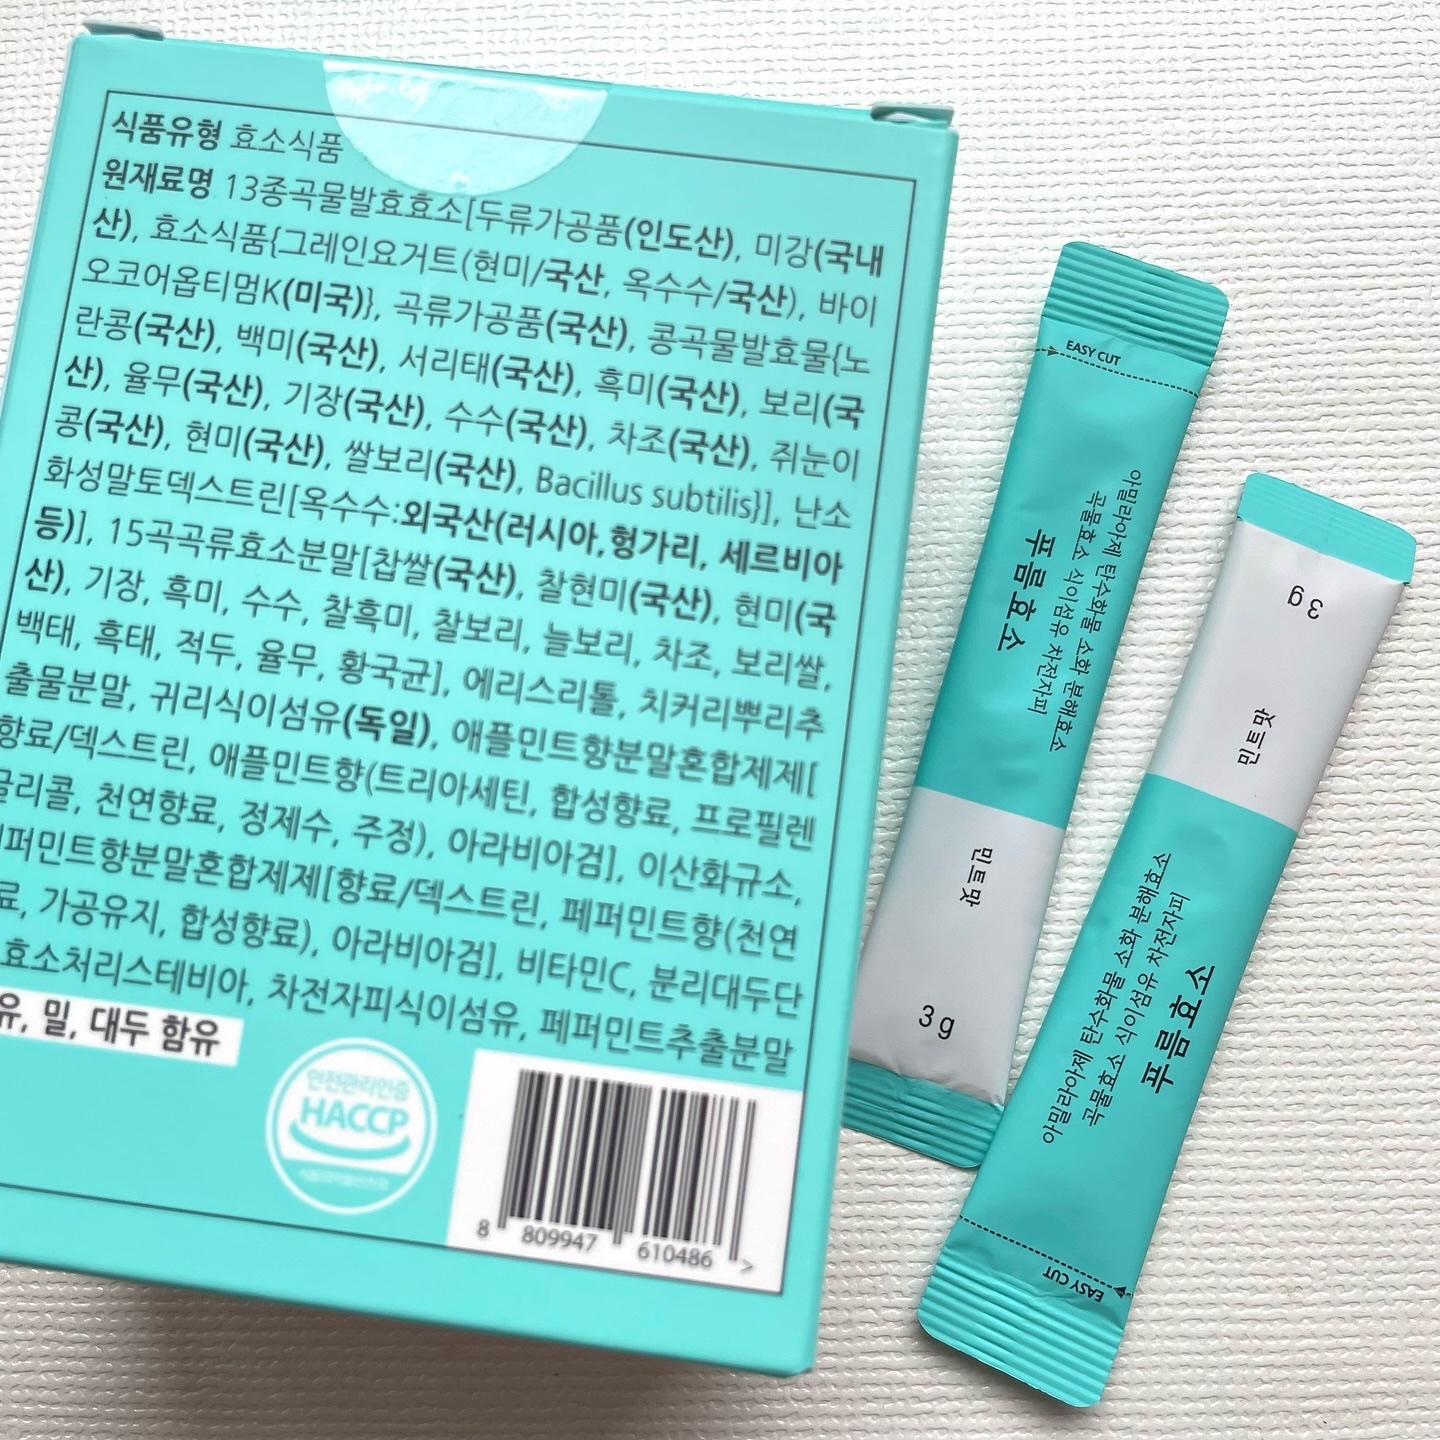 식품유형 효소식품
원재료명 13종곡물발효효소[두류가공품(인도산), 미강(국내
산), 효소식품{그레인요거트(현미/국산, 옥수수/국산), 바이
오코어옵티멈K(미국)}, 곡류가공품(국산), 콩곡물발효물{노
란콩(국산), 백미(국산), 서리태(국산), 흑미(국산), 보리(국
산), 율무(국산), 기장(국산), 수수(국산), 차조(국산), 쥐눈이
콩(국산), 현미(국산), 쌀보리(국산), Bacillus subtilis}], 난소
화성말토덱스트린[옥수수:외국산(러시아,헝가리, 세르비아
등)], 15곡곡류효소분말[찹쌀(국산), 찰현미(국산), 현미(국
산), 기장, 흑미, 수수, 찰흑미, 찰보리, 늘보리, 차조, 보리쌀,
백태, 흑태, 적두, 율무, 황국균], 에리스리톨, 치커리뿌리추
출물분말, 귀리식이섬유(독일), 애플민트향분말혼합제제[
향료/덱스트린, 애플민트향(트리아세틴, 합성향료, 프로필렌
글리콜, 천연향료, 정제수, 주정), 아라비아검], 이산화규소,
페퍼민트향분말혼합제제[향료/덱스트린, 페퍼민트향(천연
료, 가공유지, 합성향료), 아라비아검], 비타민C, 분리대두단
효소처리스테비아, 차전자피식이섬유, 페퍼민트추출분말
유, 밀, 대두 함유
안전관리인증
HACCP
식품의약품안전처
8 809947 610486 >
EASY CUT
아밀라아제 탄수화물 소화 분해효소
곡물효소 식이섬유 차전자피
푸름효소
민트맛
3g
3g
민트맛
아밀라아제 탄수화물 소화 분해효소
곡물효소 식이섬유 차전자피
푸름효소
EASY CUT